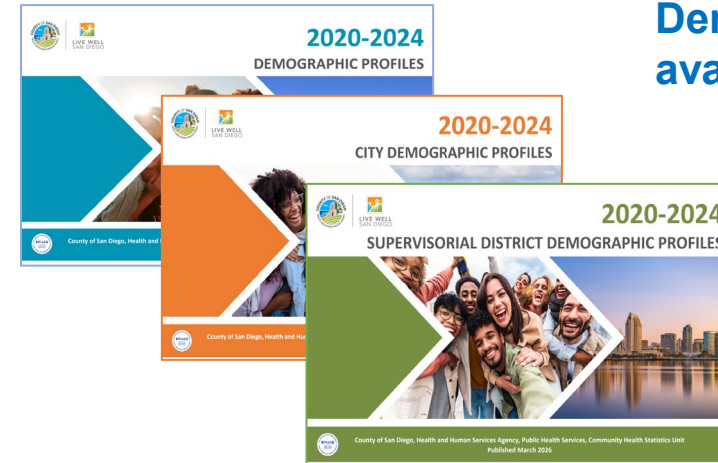 Der
ava
LIVE WELL
SAN DIEGO
2020-2024
DEMOGRAPHIC PROFILES
County of San Diego, Health and
LIVE WELL
SAN DIEGO
2020-2024
CITY DEMOGRAPHIC PROFILES
County of San Diego, Health and Hu
LIVE WELL
SAN DIEGO
2020-2024
SUPERVISORIAL DISTRICT DEMOGRAPHIC PROFILES
County of San Diego, Health and Human Services Agency, Public Health Services, Community Health Statistics Unit
Published March 2026